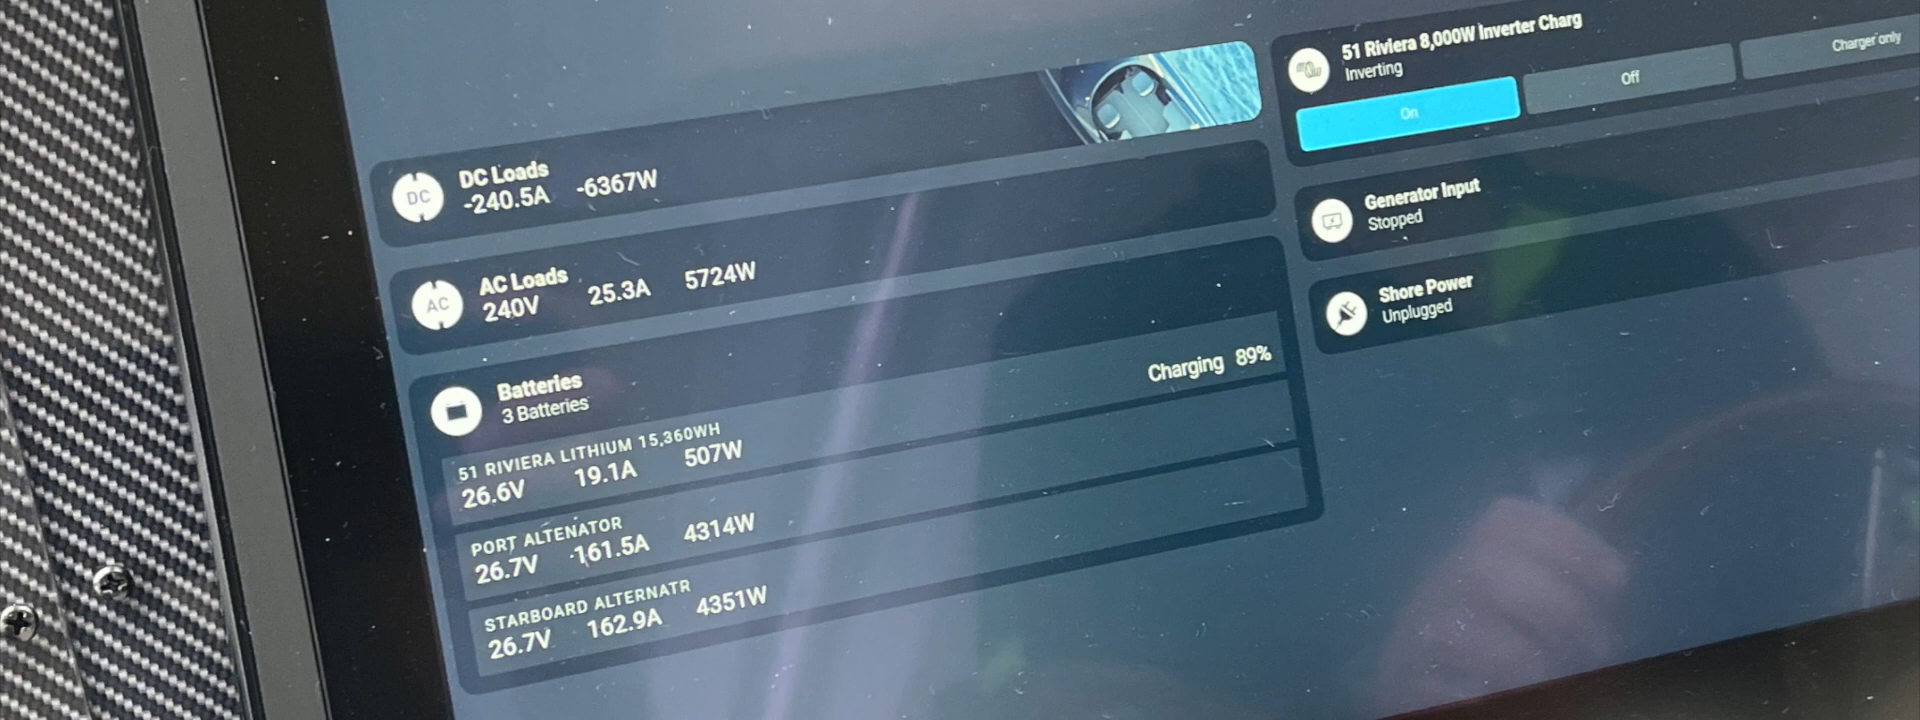 DC
DC Loads
-240.5A -6367W
AC
AC Loads
240V 25.3A 5724W
Batteries
3 Batteries
Charging 89%
51 RIVIERA LITHIUM 15,360WH
26.6V 19.1A 507W
PORT ALTENATOR
26.7V 161.5A 4314W
STARBOARD ALTERNATR
26.7V 162.9A 4351W
51 Riviera 8,000W Inverter Charg
Inverting
On Off Charger only
Generator Input
Stopped
Shore Power
Unplugged